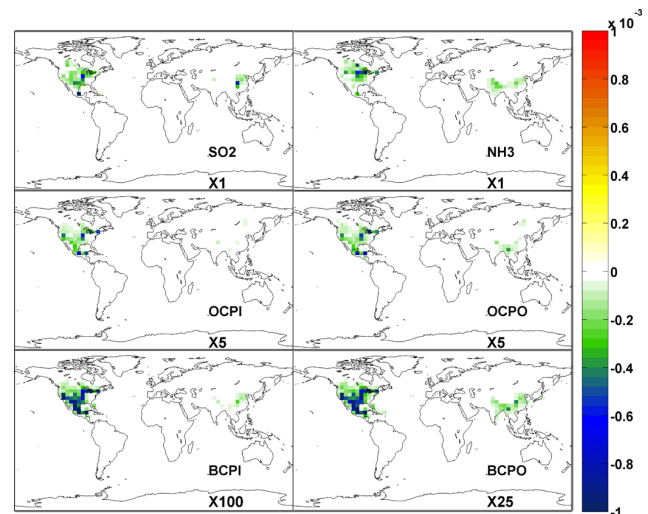 x 10 -3
SO2
X1
NH3
X1
OCPI
X5
OCPO
X5
BCPI
X100
BCPO
X25
1
0.8
0.6
0.4
0.2
0
-0.2
-0.4
-0.6
-0.8
-1